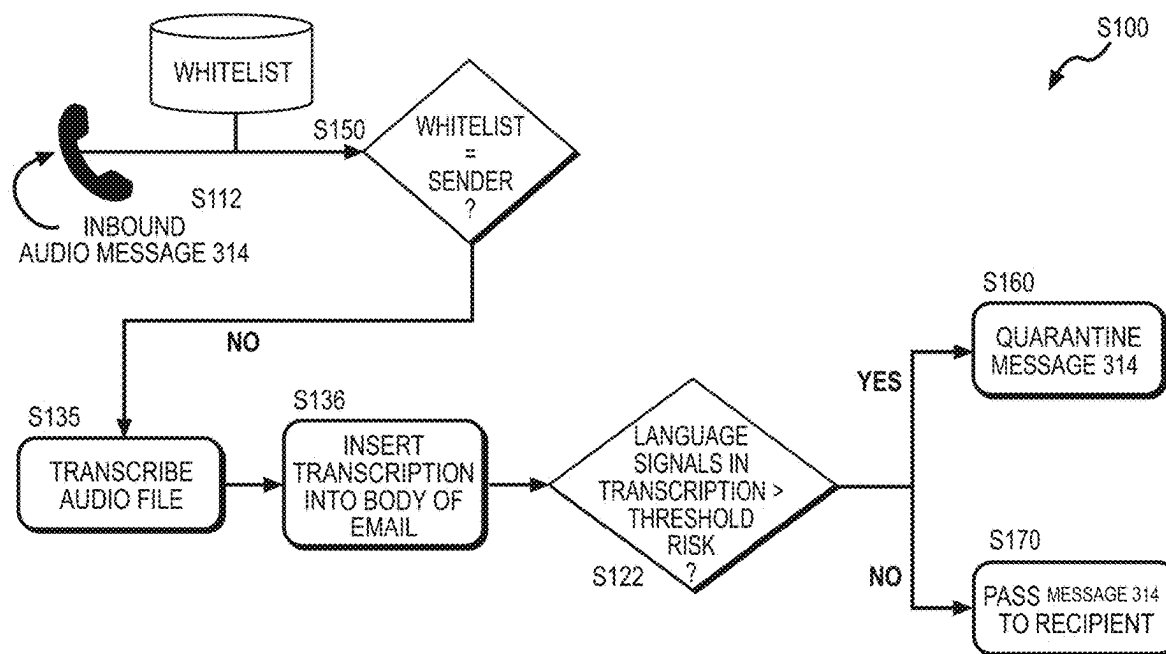 S100
WHITELIST
S150
WHITELIST
=
SENDER
?
S112
INBOUND
AUDIO MESSAGE 314
NO
S135
TRANSCRIBE
AUDIO FILE
S136
INSERT
TRANSCRIPTION
INTO BODY OF
EMAIL
LANGUAGE
SIGNALS IN
TRANSCRIPTION >
THRESHOLD
RISK
?
S122
YES
S160
QUARANTINE
MESSAGE 314
NO
S170
PASS MESSAGE 314
TO RECIPIENT